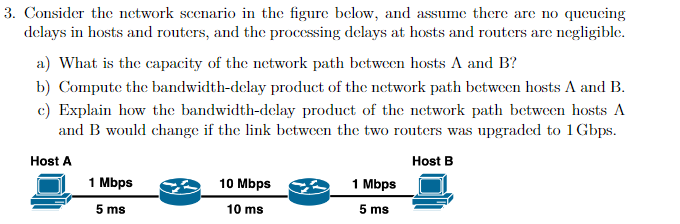 3. Consider the network scenario in the figure below, and assume there are no queueing
delays in hosts and routers, and the processing delays at hosts and routers are negligible.
a) What is the capacity of the network path between hosts A and B?
b) Compute the bandwidth-delay product of the network path between hosts A and B.
c) Explain how the bandwidth-delay product of the network path between hosts A
and B would change if the link between the two routers was upgraded to 1 Gbps.
Host A Host B
1 Mbps 10 Mbps 1 Mbps
5 ms 10 ms 5 ms